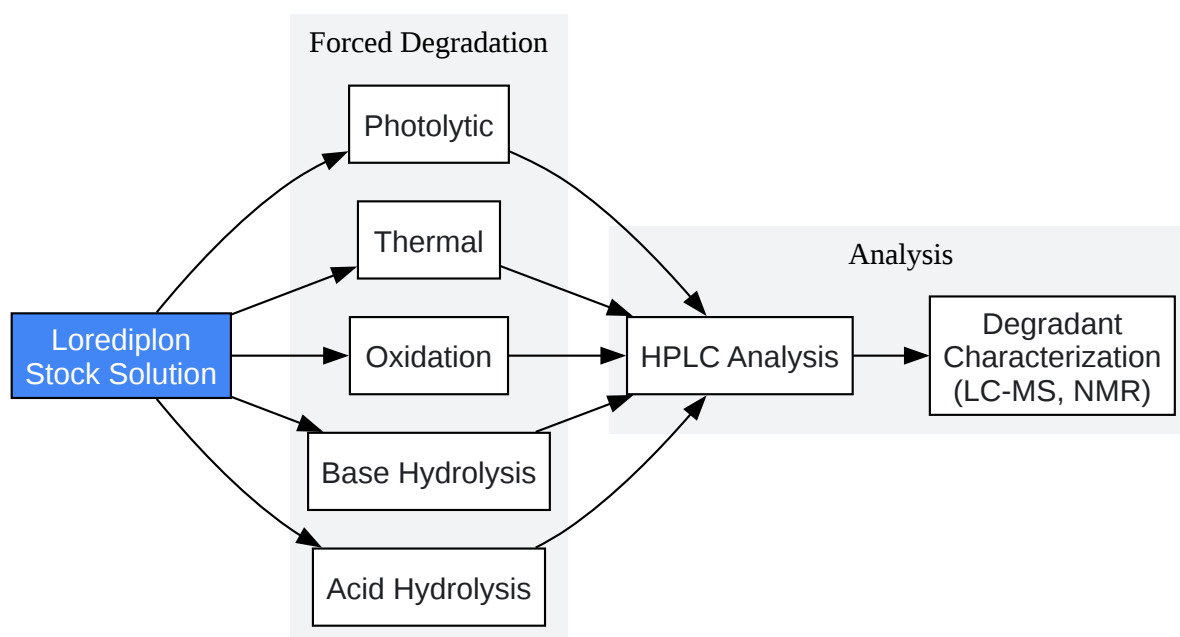 Forced Degradation
Photolytic
Thermal
Oxidation
Base Hydrolysis
Acid Hydrolysis
Lorediplon
Stock Solution
Analysis
HPLC Analysis
Degradant
Characterization
(LC-MS, NMR)